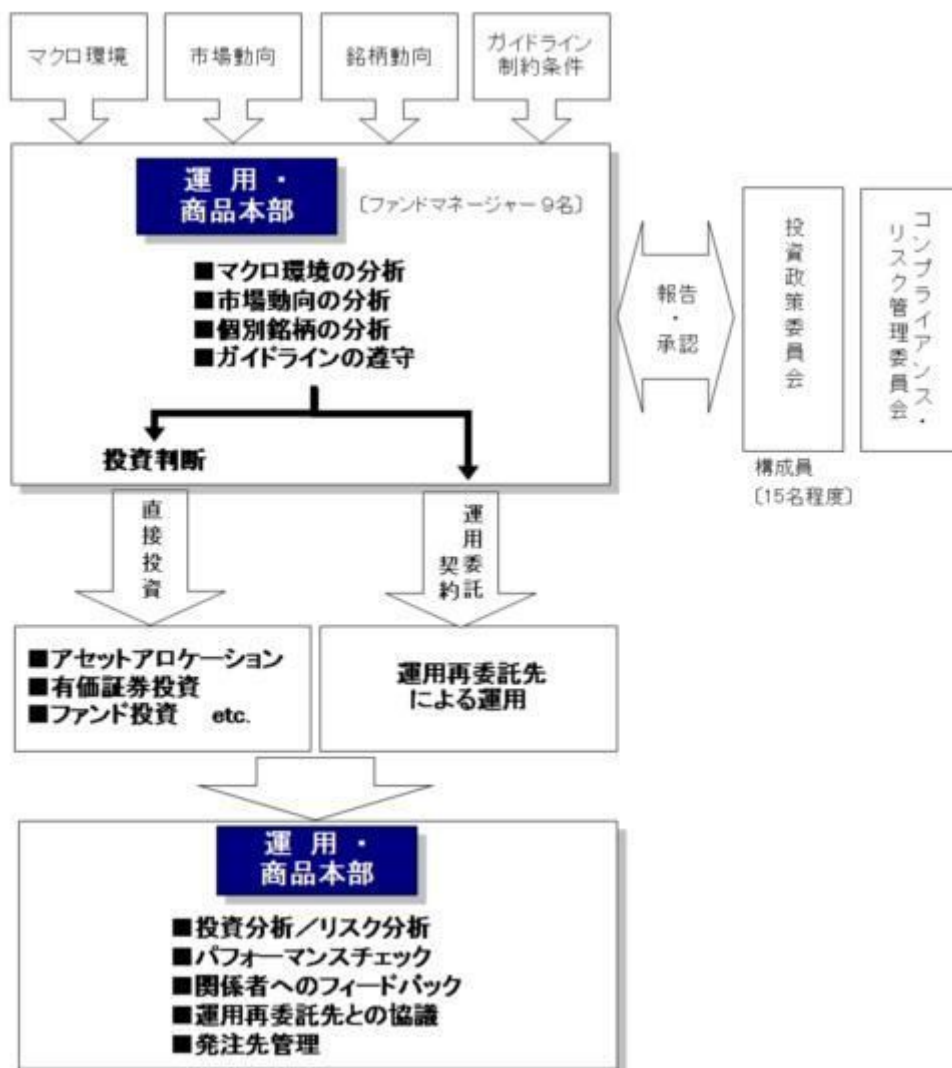 マクロ環境
市場動向
銘柄動向
ガイドライン
制約条件
運 用 ・
商品本部
〔ファンドマネージャー9名〕
■マクロ環境の分析
■市場動向の分析
■個別銘柄の分析
■ガイドラインの遵守
投資判断
報告
・
承認
投資政策委員会
コンプライアンス・
リスク管理委員会
構成員
〔15名程度〕
直接投資
運用委託
契約
■アセットアロケーション
■有価証券投資
■ファンド投資 etc.
運用再委託先
による運用
運 用 ・
商品本部
■投資分析／リスク分析
■パフォーマンスチェック
■関係者へのフィードバック
■運用再委託先との協議
■発注先管理